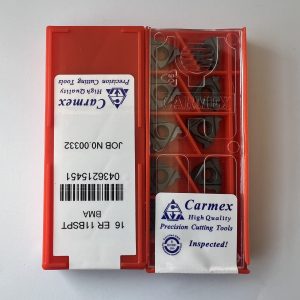 Carmex
High Quality
Precision Cutting Tools
JOB NO.00332
0436215451
BMA
16 ER 11BSPT
CARMEX
Carmex
High Quality
Precision Cutting Tools
Inspected!